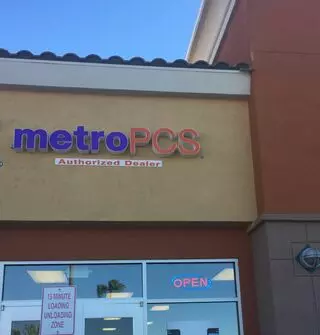 metroPCS
Authorized Dealer
OPEN
15 MINUTE
LOADING
UNLOADING
ZONE